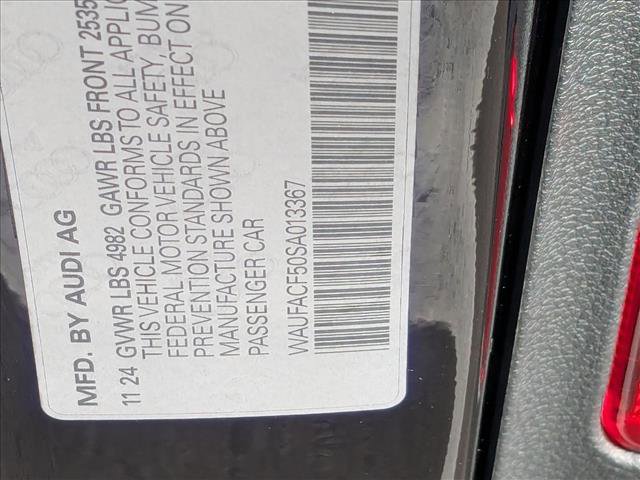 MFD. BY AUDI AG
11 24 GVWR LBS 4982 GAWR LBS FRONT 2535
THIS VEHICLE CONFORMS TO ALL APPLIC
FEDERAL MOTOR VEHICLE SAFETY, BUM
PREVENTION STANDARDS IN EFFECT ON
MANUFACTURE SHOWN ABOVE
PASSENGER CAR
WAUFACF50SA013367